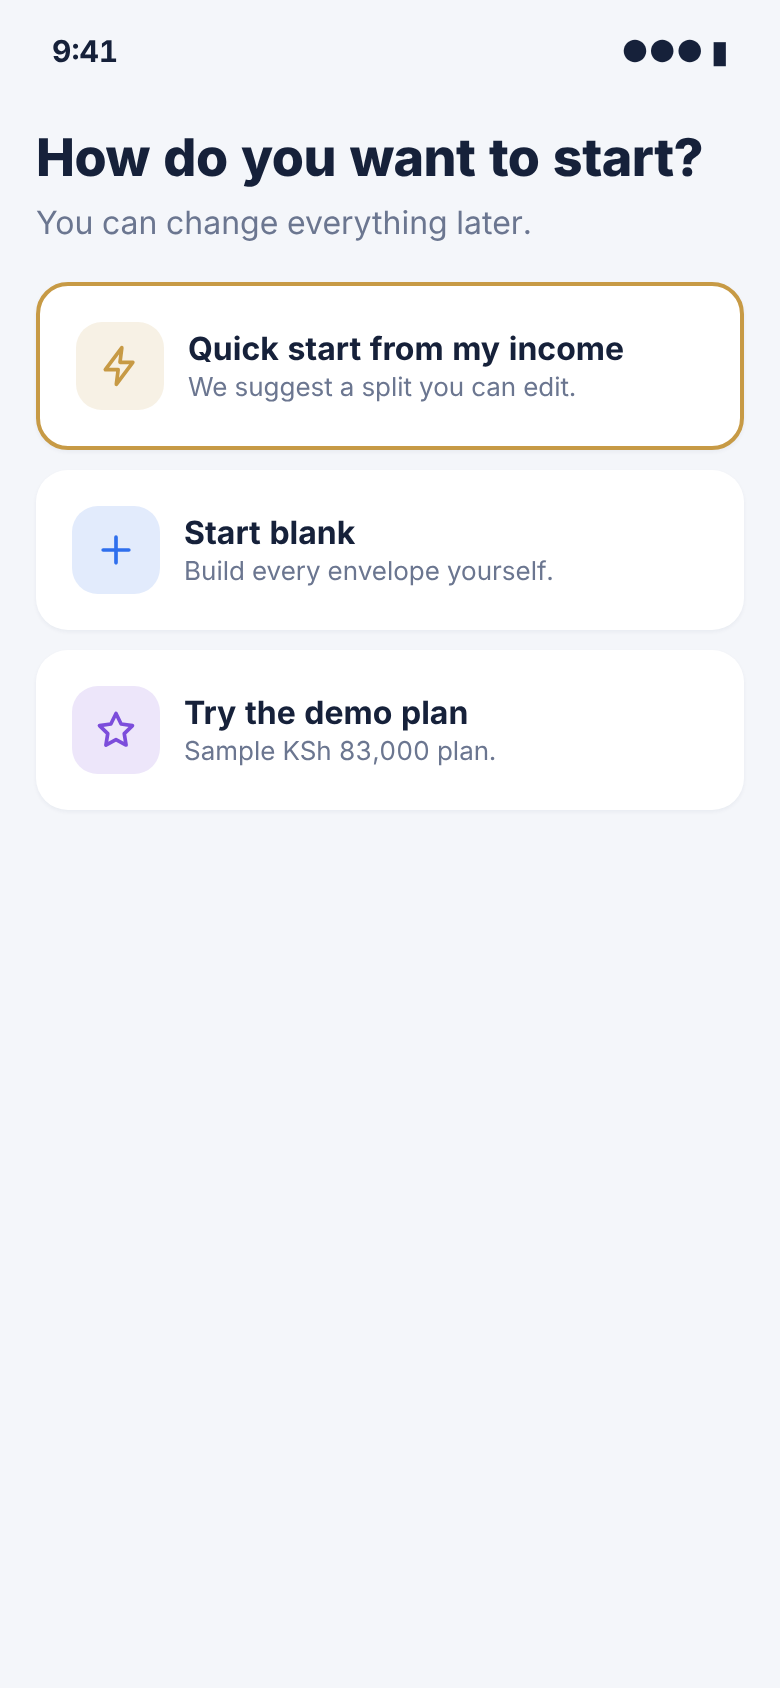 9:41
How do you want to start?
You can change everything later.
Quick start from my income
We suggest a split you can edit.
Start blank
Build every envelope yourself.
Try the demo plan
Sample KSh 83,000 plan.